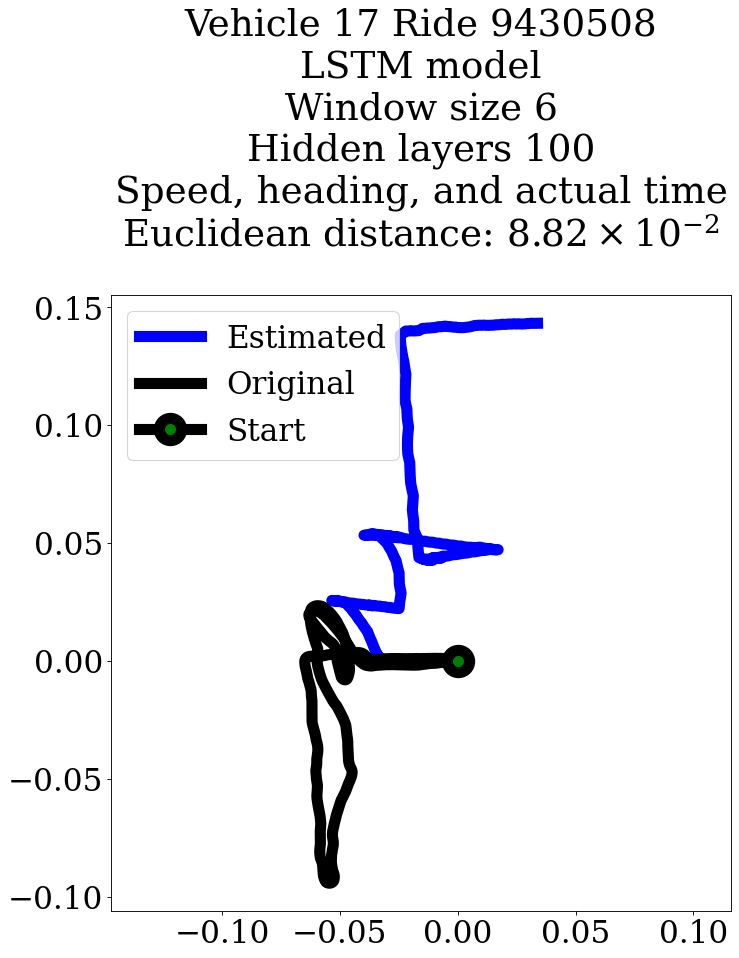 Vehicle 17 Ride 9430508
LSTM model
Window size 6
Hidden layers 100
Speed, heading, and actual time
Euclidean distance: 8.82 × 10⁻²
0.15
0.10
0.05
0.00
−0.05
−0.10
Estimated
Original
Start
−0.10 −0.05 0.00 0.05 0.10